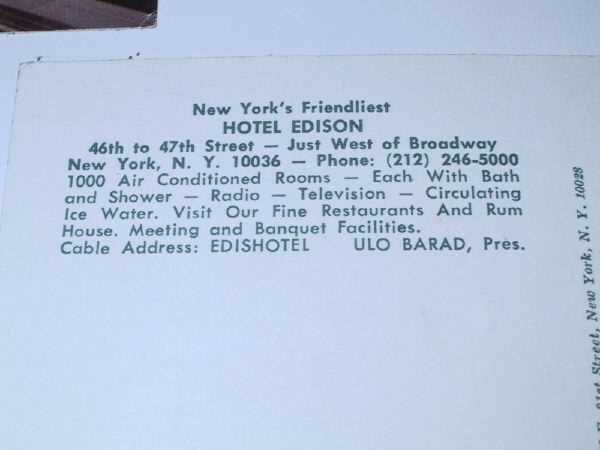 New York's Friendliest
HOTEL EDISON
46th to 47th Street — Just West of Broadway
New York, N. Y. 10036 — Phone: (212) 246-5000
1000 Air Conditioned Rooms — Each With Bath
and Shower — Radio — Television — Circulating
Ice Water. Visit Our Fine Restaurants And Rum
House. Meeting and Banquet Facilities.
Cable Address: EDISHOTEL ULO BARAD, Pres.
91st Street, New York, N. Y. 10028